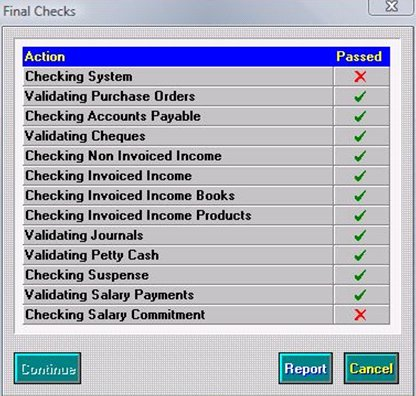 Final Checks
Action Passed
Checking System
Validating Purchase Orders
Checking Accounts Payable
Validating Cheques
Checking Non Invoiced Income
Checking Invoiced Income
Checking Invoiced Income Books
Checking Invoiced Income Products
Validating Journals
Validating Petty Cash
Checking Suspense
Validating Salary Payments
Checking Salary Commitment
Continue Report Cancel